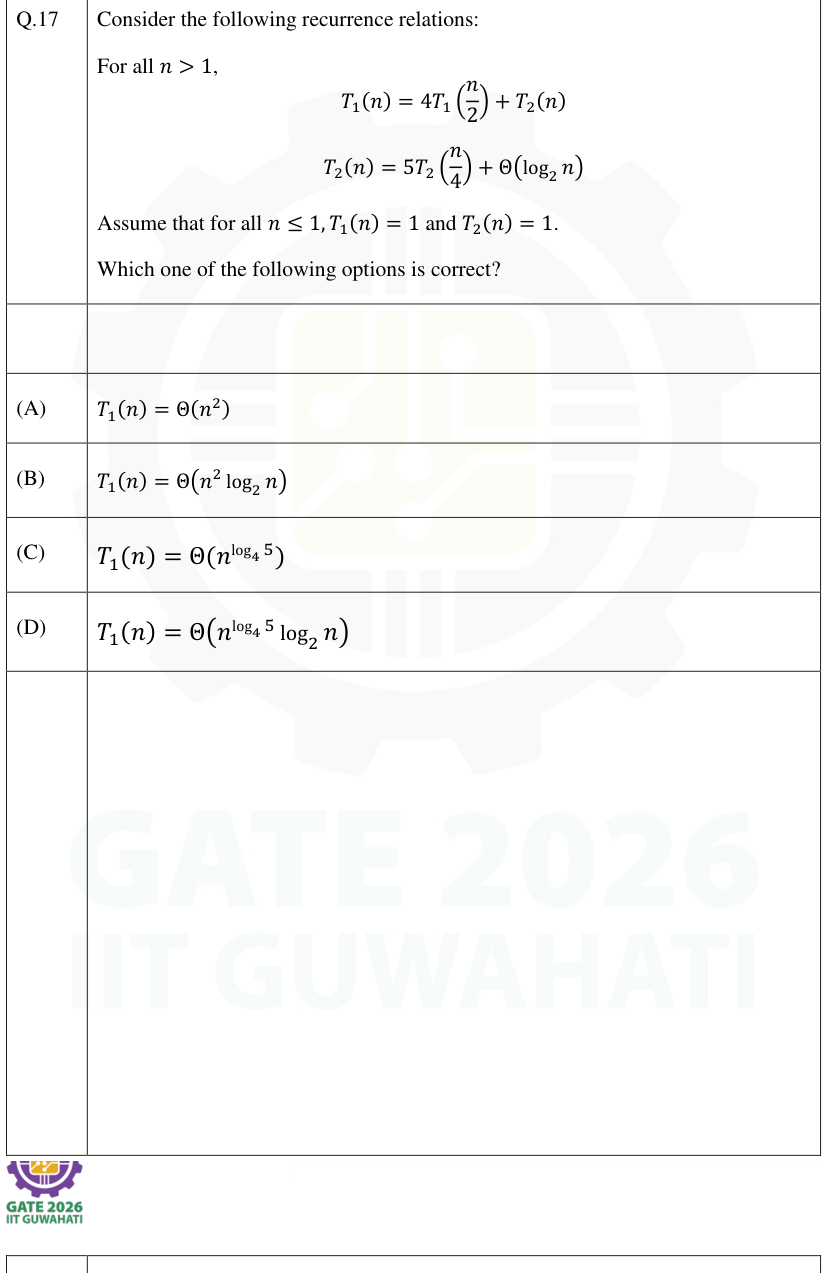 Q.17 Consider the following recurrence relations:
For all n > 1,
T₁(n) = 4T₁(n/2) + T₂(n)
T₂(n) = 5T₂(n/4) + Θ(log₂ n)
Assume that for all n ≤ 1, T₁(n) = 1 and T₂(n) = 1.
Which one of the following options is correct?
(A) T₁(n) = Θ(n²)
(B) T₁(n) = Θ(n² log₂ n)
(C) T₁(n) = Θ(n^(log₄ 5))
(D) T₁(n) = Θ(n^(log₄ 5) log₂ n)
GATE 2026
IIT GUWAHATI
GATE 2026
IIT GUWAHATI